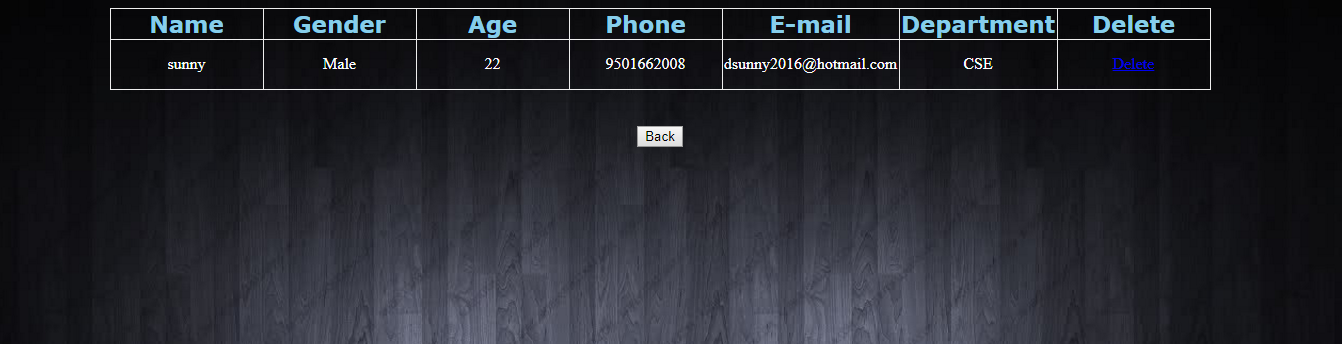 Name Gender Age Phone E-mail Department Delete
sunny Male 22 9501662008 dsunny2016@hotmail.com CSE Delete
Back